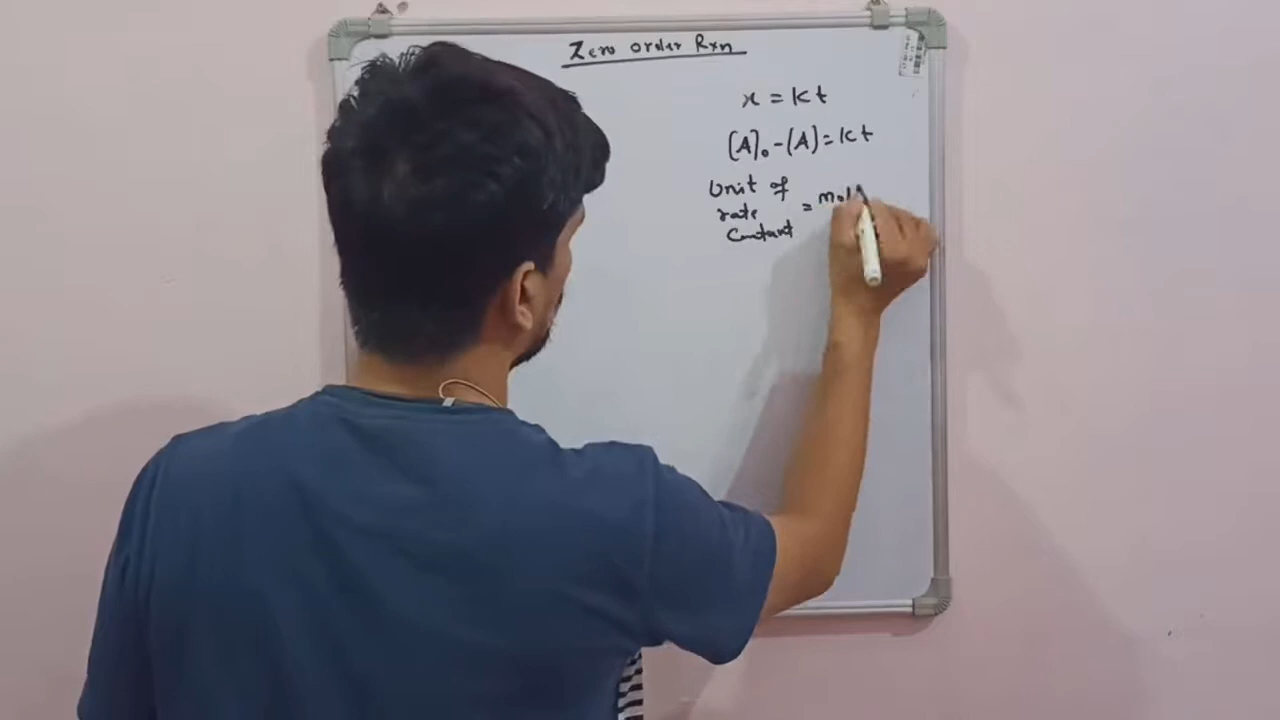 Zero order Rxn
x = kt
[A]₀ - [A] = kt
Unit of
rate = mol
Constant